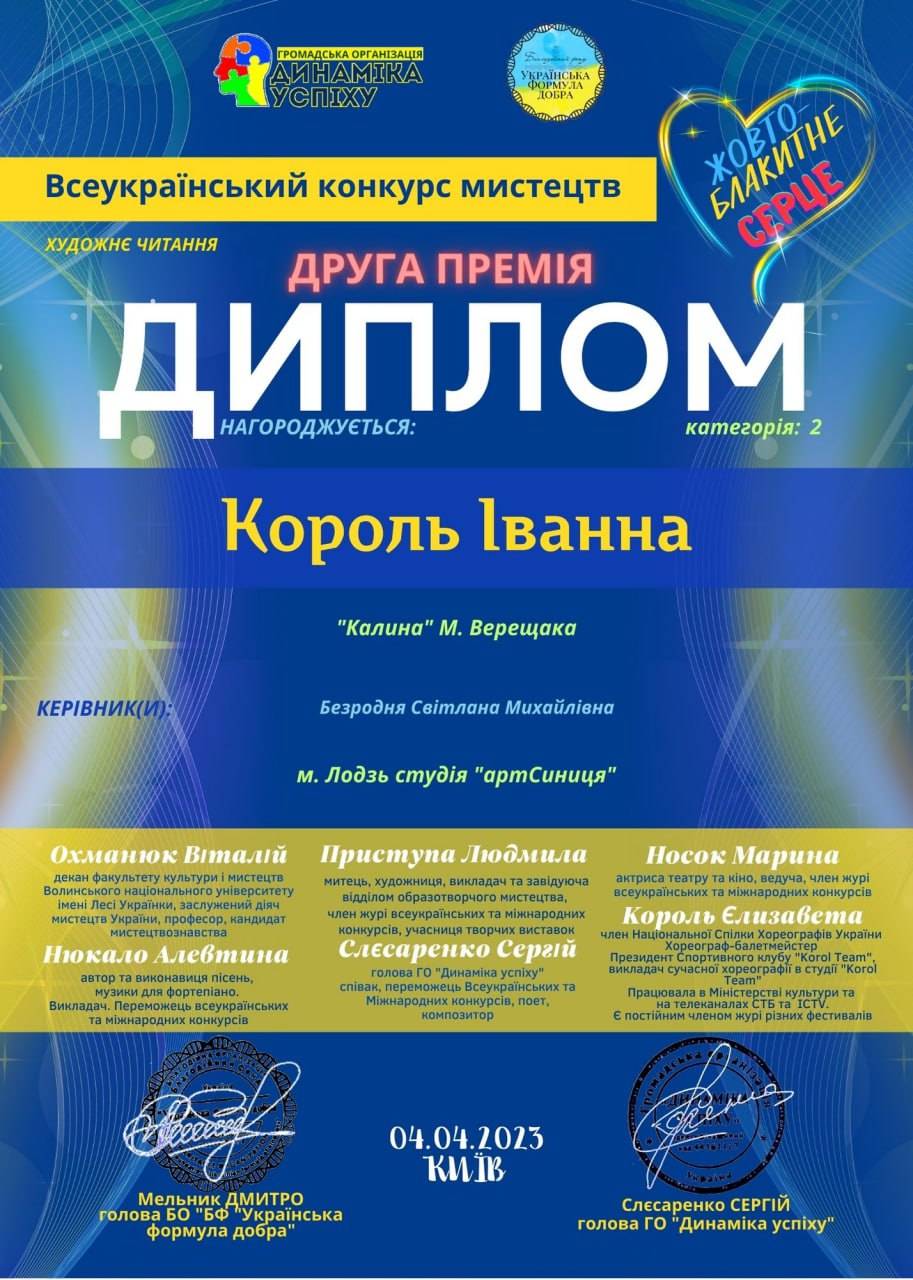 ГРОМАДСЬКА ОРГАНІЗАЦІЯ
ДИНАМІКА
УСПІХУ
УКРАЇНСЬКА
ФОРМУЛА
ДОБРА
ЖОВТО-
БЛАКИТНЕ
СЕРЦЕ
Всеукраїнський конкурс мистецтв
ХУДОЖНЄ ЧИТАННЯ
ДРУГА ПРЕМІЯ
ДИПЛОМ
НАГОРОДЖУЄТЬСЯ:
категорія: 2
Король Іванна
"Калина" М. Верещака
КЕРІВНИК(И):
Безродня Світлана Михайлівна
м. Лодзь студія "артСиниця"
Охманюк Віталій
декан факультету культури і мистецтв
Волинського національного університету
імені Лесі Українки, заслужений діяч
мистецтв України, професор, кандидат
мистецтвознавства
Нюкало Алевтина
автор та виконавиця пісень,
музики для фортепіано.
Викладач. Переможець всеукраїнських
та міжнародних конкурсів
Приступа Людмила
митець, художниця, викладач та завідуюча
відділом образотворчого мистецтва,
член журі всеукраїнських та міжнародних
конкурсів, учасниця творчих виставок
Слєсаренко Сергій
голова ГО "Динаміка успіху"
співак, переможець Всеукраїнських та
Міжнародних конкурсів, поет,
композитор
Носок Марина
актриса театру та кіно, ведуча, член журі
всеукраїнських та міжнародних конкурсів
Король Єлизавета
член Національної Спілки Хореографів України
Хореограф-балетмейстер
Президент Спортивного клубу "Korol Team",
викладач сучасної хореографії в студії "Korol
Team"
Працювала в Міністерстві культури та
на телеканалах СТБ та ICTV.
Є постійним членом журі різних фестивалів
04.04.2023
КИЇВ
Мельник ДМИТРО
голова БО "БФ "Українська
формула добра"
Громадська організація
"ДИНАМІКА
УСПІХУ"
Україна
Слєсаренко СЕРГІЙ
голова ГО "Динаміка успіху"